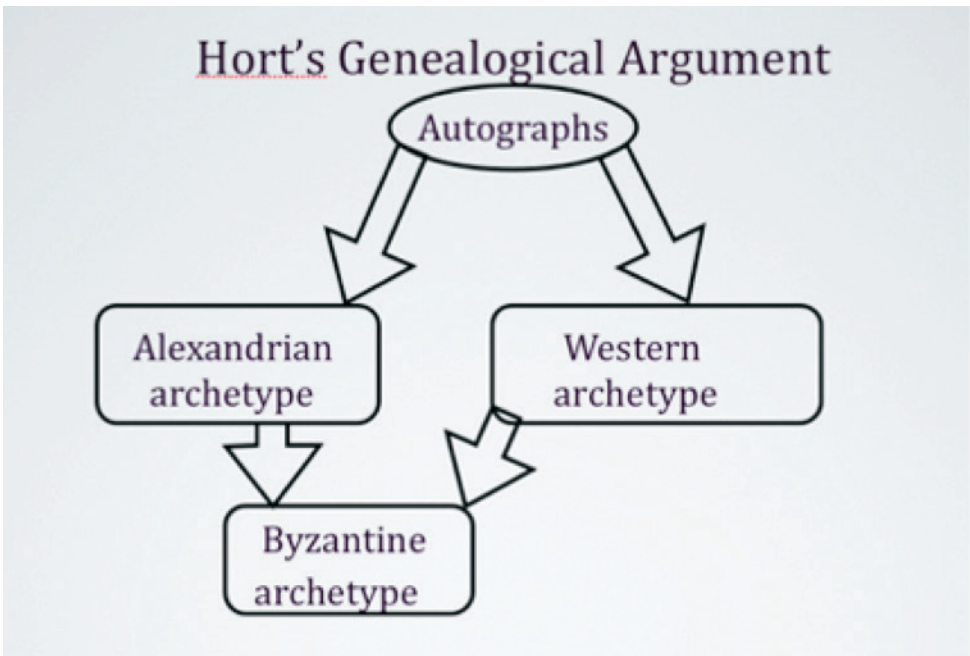 Hort's Genealogical Argument
Autographs
Alexandrian
archetype
Western
archetype
Byzantine
archetype